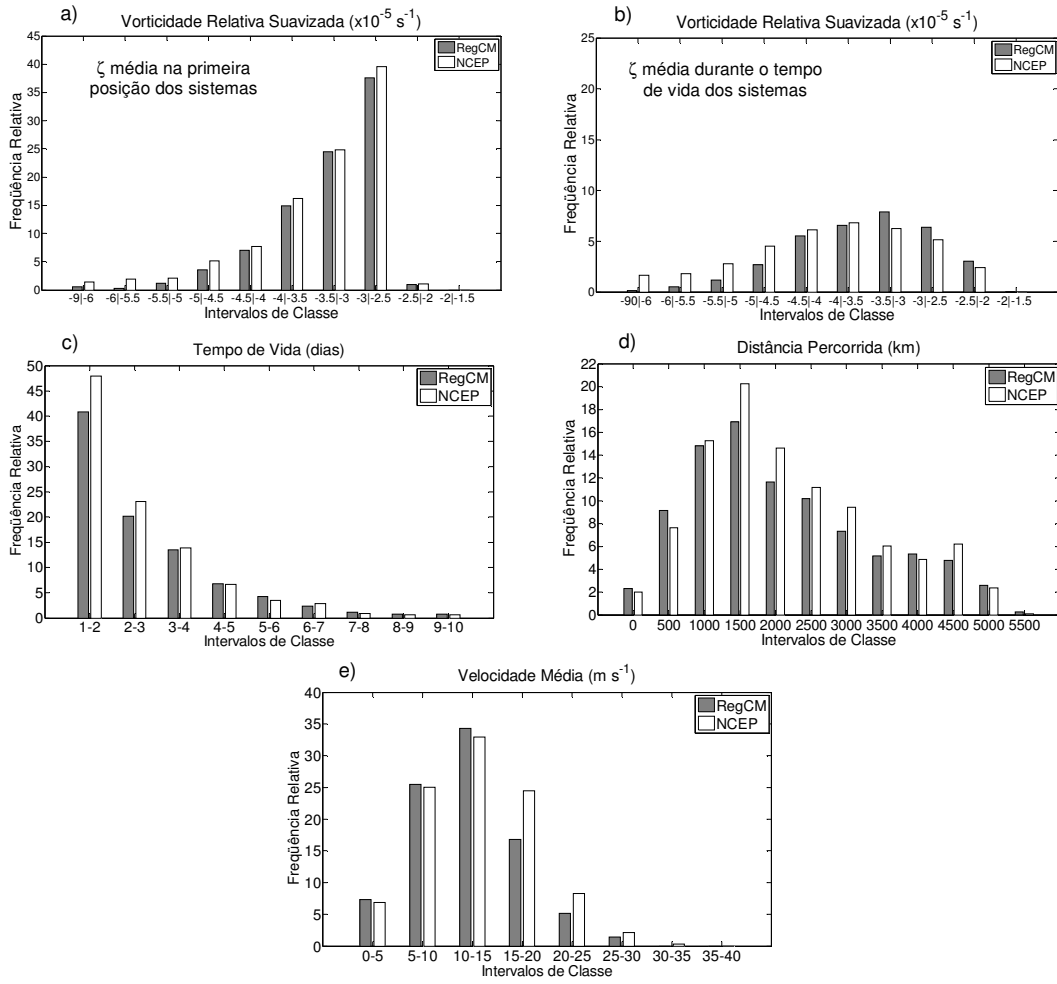 a)
Vorticidade Relativa Suavizada (x10⁻⁵ s⁻¹)
45
40
35
30
25
20
15
10
5
0
Freqüência Relativa
ζ média na primeira
posição dos sistemas
RegCM
NCEP
-9|-6 -6|-5.5 -5.5|-5 -5|-4.5 -4.5|-4 -4|-3.5 -3.5|-3 -3|-2.5 -2.5|-2 -2|-1.5
Intervalos de Classe
b)
Vorticidade Relativa Suavizada (x10⁻⁵ s⁻¹)
25
20
15
10
5
0
Freqüência Relativa
ζ média durante o tempo
de vida dos sistemas
RegCM
NCEP
-90|-6 -6|-5.5 -5.5|-5 -5|-4.5 -4.5|-4 -4|-3.5 -3.5|-3 -3|-2.5 -2.5|-2 -2|-1.5
Intervalos de Classe
c)
Tempo de Vida (dias)
50
45
40
35
30
25
20
15
10
5
0
Freqüência Relativa
RegCM
NCEP
1-2 2-3 3-4 4-5 5-6 6-7 7-8 8-9 9-10
Intervalos de Classe
d)
Distância Percorrida (km)
22
20
18
16
14
12
10
8
6
4
2
0
Freqüência Relativa
RegCM
NCEP
0 500 1000 1500 2000 2500 3000 3500 4000 4500 5000 5500
Intervalos de Classe
e)
Velocidade Média (m s⁻¹)
40
35
30
25
20
15
10
5
0
Freqüência Relativa
RegCM
NCEP
0-5 5-10 10-15 15-20 20-25 25-30 30-35 35-40
Intervalos de Classe